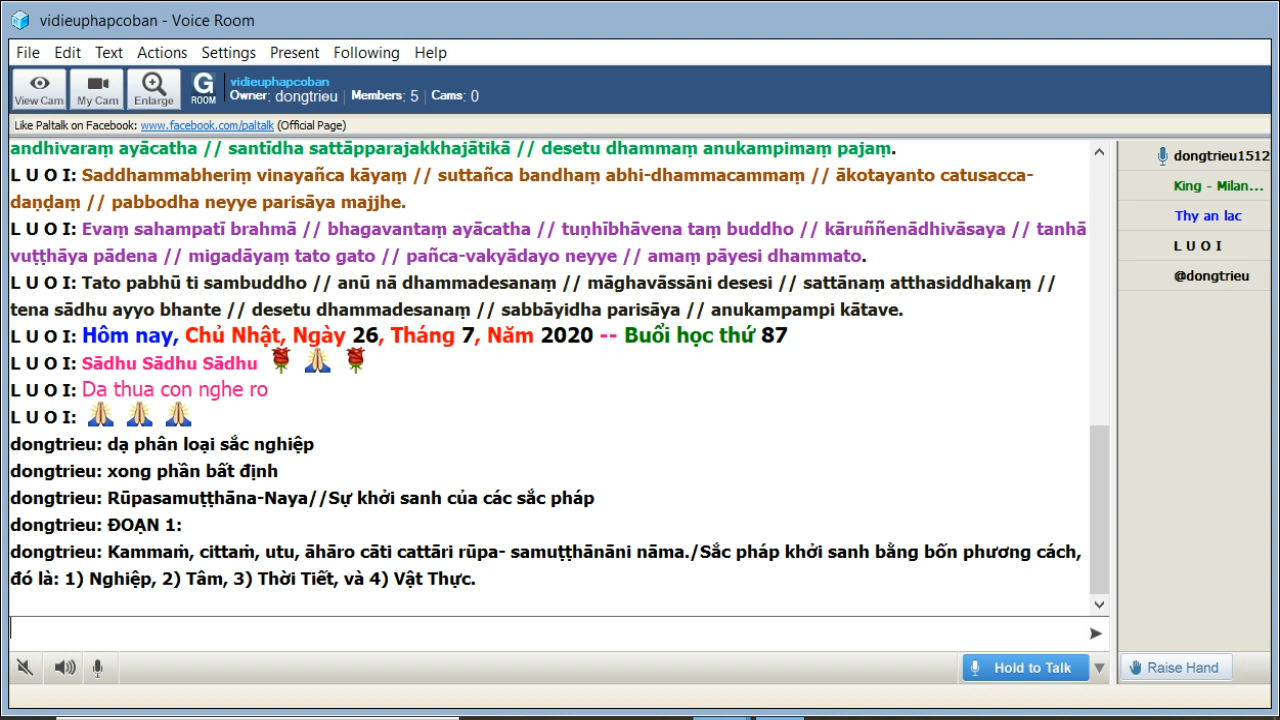 vidieuphapcoban - Voice Room
File Edit Text Actions Settings Present Following Help
View Cam My Cam Enlarge G ROOM vidieuphapcoban
Owner: dongtrieu | Members: 5 | Cams: 0
Like Paltalk on Facebook: www.facebook.com/paltalk (Official Page)
andhivaraṃ ayācatha // santīdha sattāpparajakkhajātikā // desetu dhammaṃ anukampimaṃ pajaṃ.
L U O I: Saddhammabheriṃ vinayañca kāyaṃ // suttañca bandhaṃ abhi-dhammacammaṃ // ākotayanto catusacca-
daṇḍaṃ // pabbodha neyye parisāya majjhe.
L U O I: Evaṃ sahampatī brahmā // bhagavantaṃ ayācatha // tuṇhībhāvena taṃ buddho // kāruññenādhivāsaya // tanhā
vuṭṭhāya pādena // migadāyaṃ tato gato // pañca-vakyādayo neyye // amaṃ pāyesi dhammato.
L U O I: Tato pabhū ti sambuddho // anū nā dhammadesanaṃ // māghavāssāni desesi // sattānaṃ atthasiddhakaṃ //
tena sādhu ayyo bhante // desetu dhammadesanaṃ // sabbāyidha parisāya // anukampampi kātave.
L U O I: Hôm nay, Chủ Nhật, Ngày 26, Tháng 7, Năm 2020 -- Buổi học thứ 87
L U O I: Sādhu Sādhu Sādhu
L U O I: Da thua con nghe ro
L U O I:
dongtrieu: dạ phân loại sắc nghiệp
dongtrieu: xong phần bất định
dongtrieu: Rūpasamuṭṭhāna-Naya//Sự khởi sanh của các sắc pháp
dongtrieu: ĐOẠN 1:
dongtrieu: Kammaṁ, cittaṁ, utu, āhāro cāti cattāri rūpa- samuṭṭhānāni nāma./Sắc pháp khởi sanh bằng bốn phương cách,
đó là: 1) Nghiệp, 2) Tâm, 3) Thời Tiết, và 4) Vật Thực.
dongtrieu1512
King - Milan...
Thy an lac
L U O I
@dongtrieu
Hold to Talk
Raise Hand